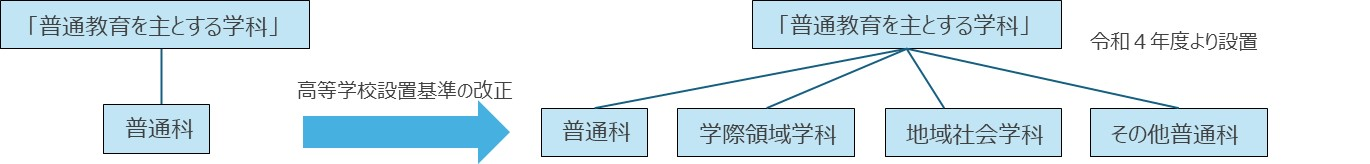 「普通教育を主とする学科」
普通科
高等学校設置基準の改正
「普通教育を主とする学科」
令和４年度より設置
普通科
学際領域学科
地域社会学科
その他普通科